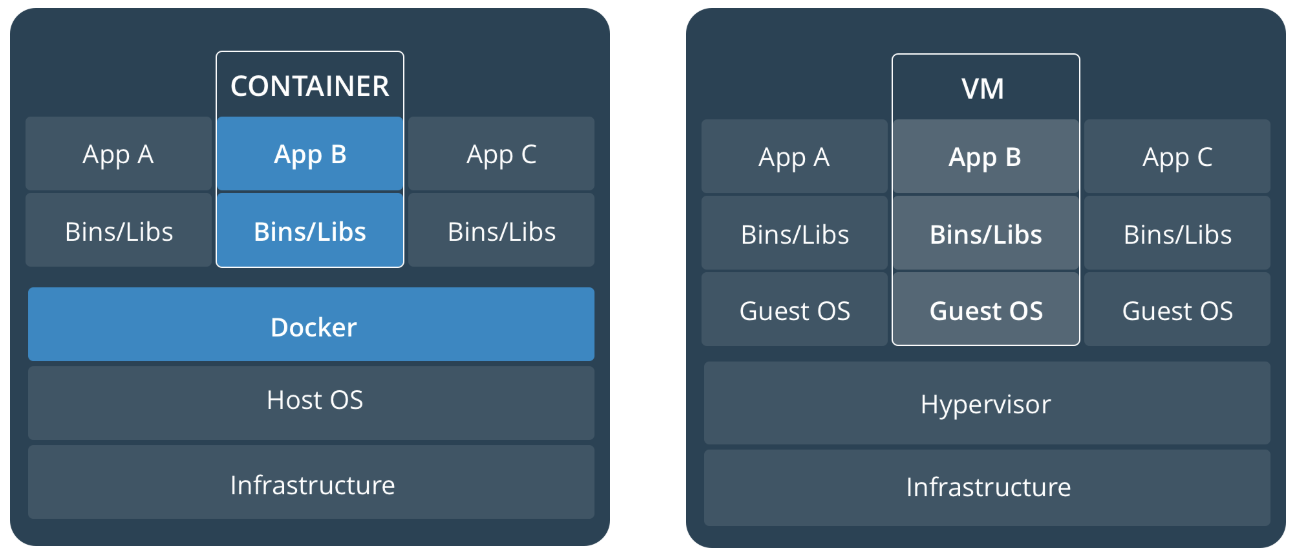 CONTAINER
App A
App B
App C
Bins/Libs
Bins/Libs
Bins/Libs
Docker
Host OS
Infrastructure
VM
App A
App B
App C
Bins/Libs
Bins/Libs
Bins/Libs
Guest OS
Guest OS
Guest OS
Hypervisor
Infrastructure